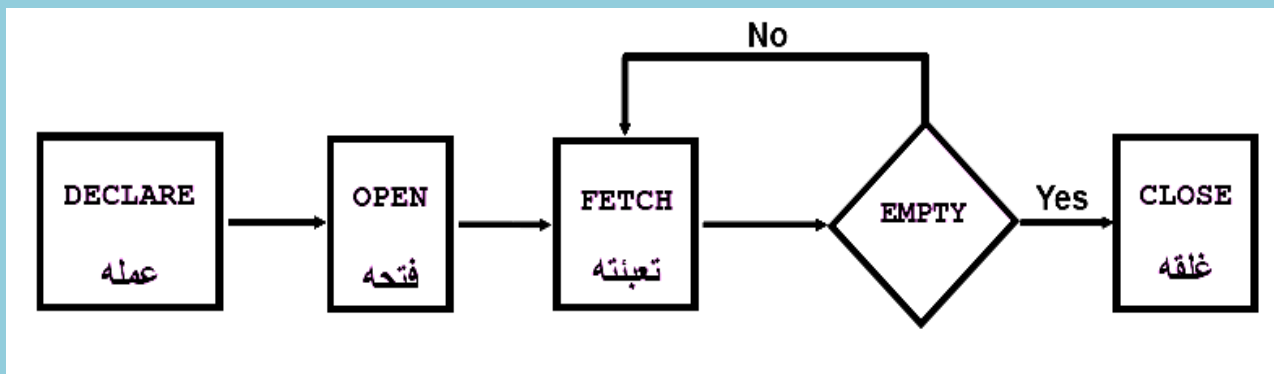 No
DECLARE
عمله
OPEN
فتحه
FETCH
تعبئته
EMPTY
Yes
CLOSE
غلقه